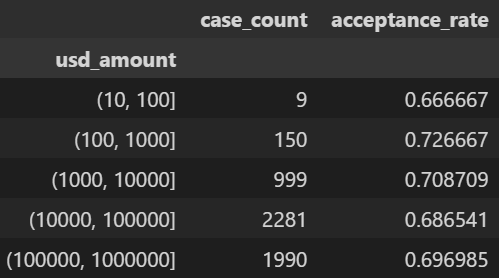 case_count acceptance_rate
usd_amount
(10, 100] 9 0.666667
(100, 1000] 150 0.726667
(1000, 10000] 999 0.708709
(10000, 100000] 2281 0.686541
(100000, 1000000] 1990 0.696985